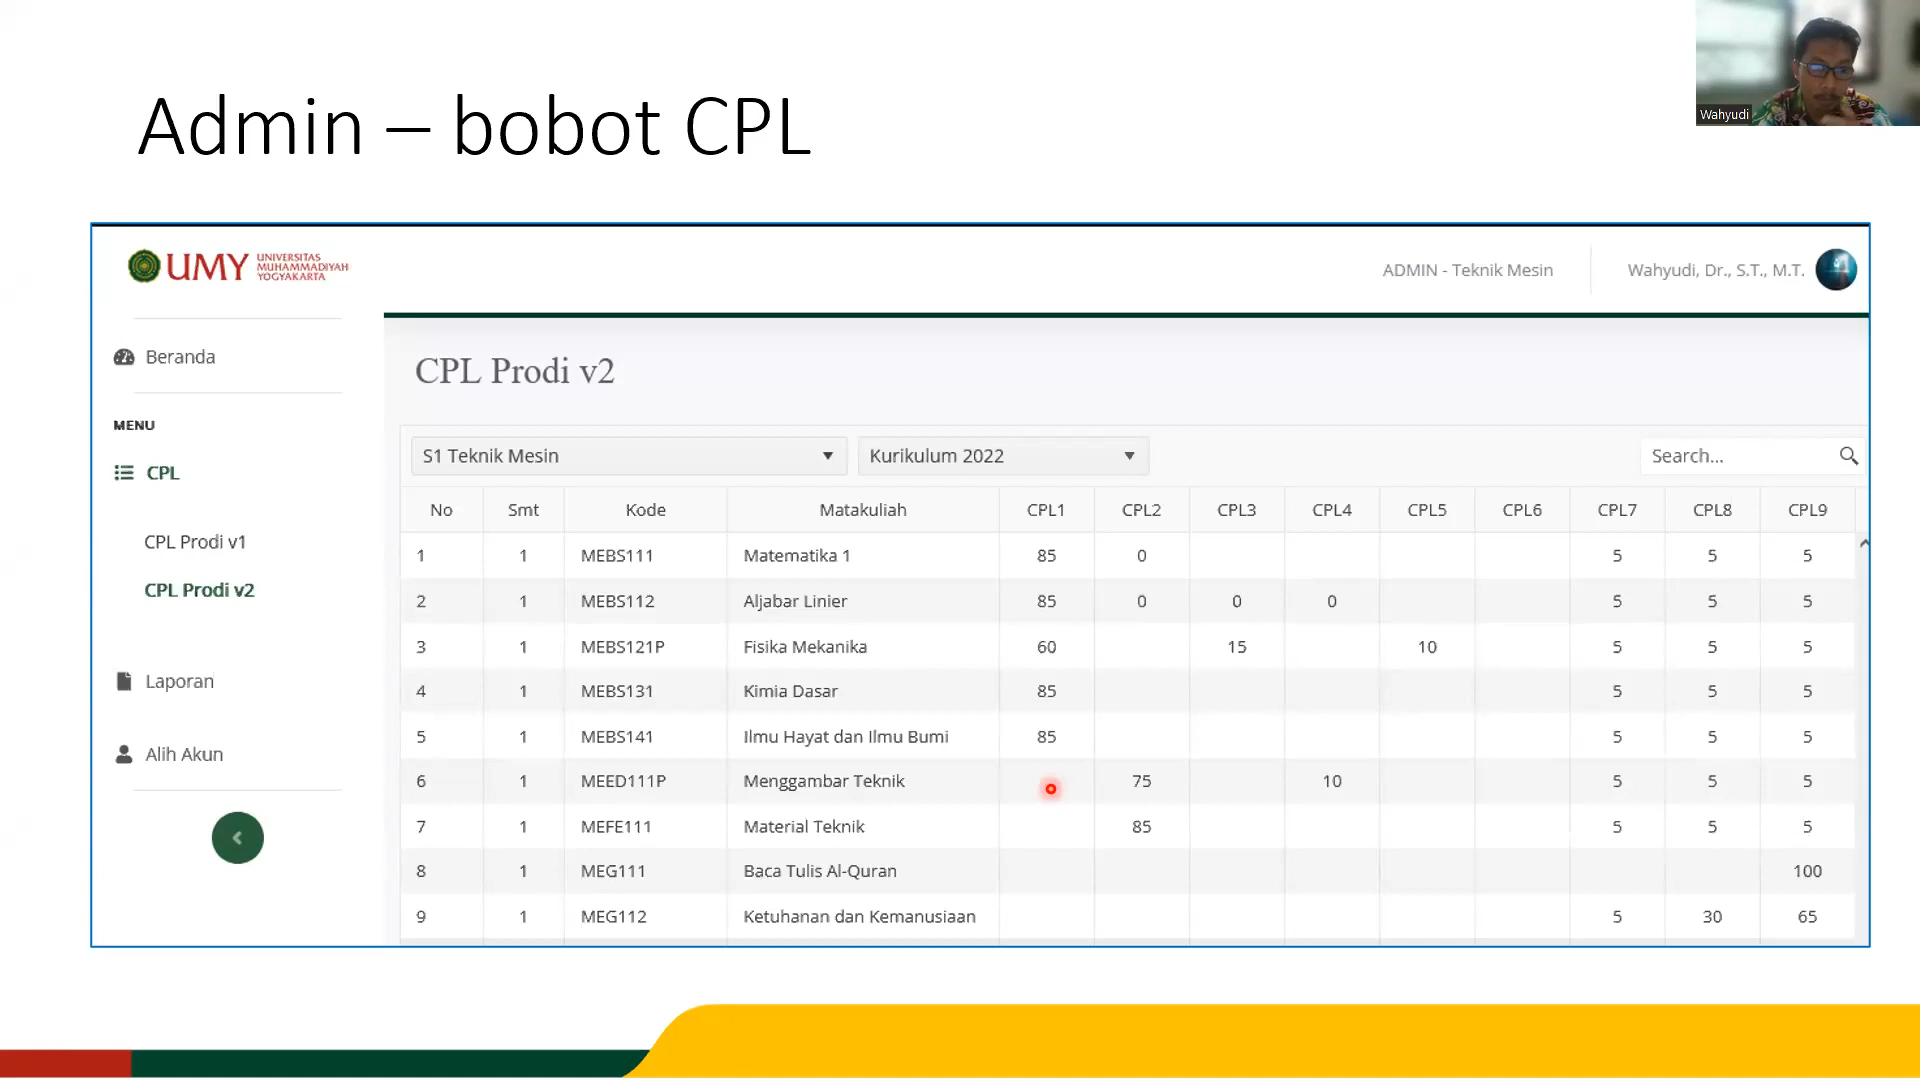 Wahyudi
Admin – bobot CPL
UMY UNIVERSITAS MUHAMMADIYAH YOGYAKARTA
ADMIN - Teknik Mesin
Wahyudi, Dr., S.T., M.T.
Beranda
MENU
CPL
CPL Prodi v1
CPL Prodi v2
Laporan
Alih Akun
CPL Prodi v2
S1 Teknik Mesin Kurikulum 2022 Search...
No Smt Kode Matakuliah CPL1 CPL2 CPL3 CPL4 CPL5 CPL6 CPL7 CPL8 CPL9
1 1 MEBS111 Matematika 1 85 0 5 5 5
2 1 MEBS112 Aljabar Linier 85 0 0 0 5 5 5
3 1 MEBS121P Fisika Mekanika 60 15 10 5 5 5
4 1 MEBS131 Kimia Dasar 85 5 5 5
5 1 MEBS141 Ilmu Hayat dan Ilmu Bumi 85 5 5 5
6 1 MEED111P Menggambar Teknik 75 10 5 5 5
7 1 MEFE111 Material Teknik 85 5 5 5
8 1 MEG111 Baca Tulis Al-Quran 100
9 1 MEG112 Ketuhanan dan Kemanusiaan 5 30 65